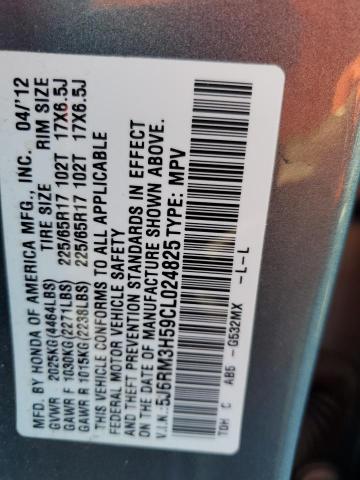 MFD. BY HONDA OF AMERICA MFG., INC. 04/'12
TIRE SIZE RIM SIZE
GVWR 2025KG(4464LBS)
GAWR F 1030KG(2271LBS) 225/65R17 102T 17X6.5J
GAWR R 1015KG(2238LBS) 225/65R17 102T 17X6.5J
THIS VEHICLE CONFORMS TO ALL APPLICABLE
FEDERAL MOTOR VEHICLE SAFETY
AND THEFT PREVENTION STANDARDS IN EFFECT
ON THE DATE OF MANUFACTURE SHOWN ABOVE.
V.I.N.:5J6RM3H59CL024825 TYPE: MPV
TOH C AB5 -G532MX -L-L